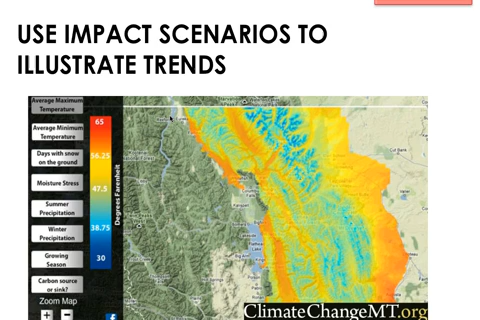 USE IMPACT SCENARIOS TO
ILLUSTRATE TRENDS
Average Maximum
Temperature
Average Minimum
Temperature
Days with snow
on the ground
Moisture Stress
Summer
Precipitation
Winter
Precipitation
Growing
Season
Carbon source
or sink?
Zoom Map
+ −
f
65
56.25
47.5
38.75
30
Degrees Farenheit
ClimateChangeMT.org